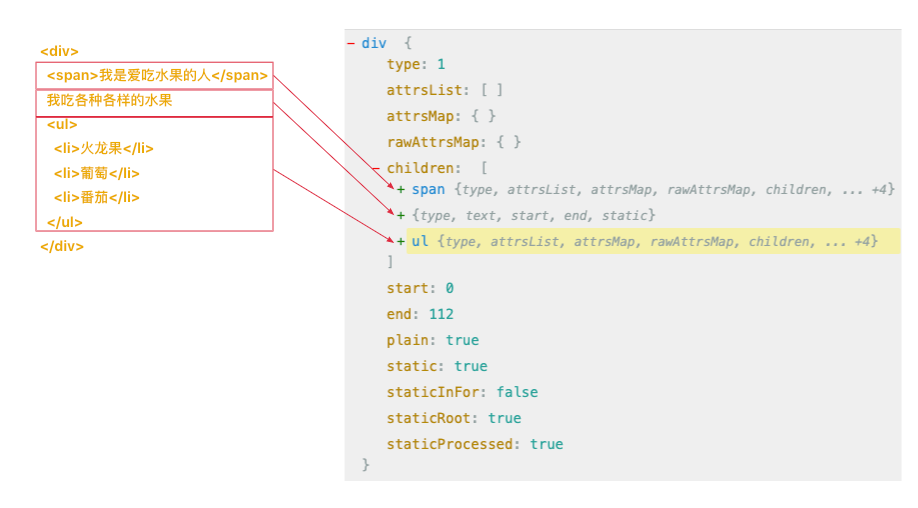 <div>
<span>我是爱吃水果的人</span>
我吃各种各样的水果
<ul>
<li>火龙果</li>
<li>葡萄</li>
<li>番茄</li>
</ul>
</div>
− div {
type: 1
attrsList: [ ]
attrsMap: { }
rawAttrsMap: { }
− children: [
+ span {type, attrsList, attrsMap, rawAttrsMap, children, ... +4}
+ {type, text, start, end, static}
+ ul {type, attrsList, attrsMap, rawAttrsMap, children, ... +4}
]
start: 0
end: 112
plain: true
static: true
staticInFor: false
staticRoot: true
staticProcessed: true
}